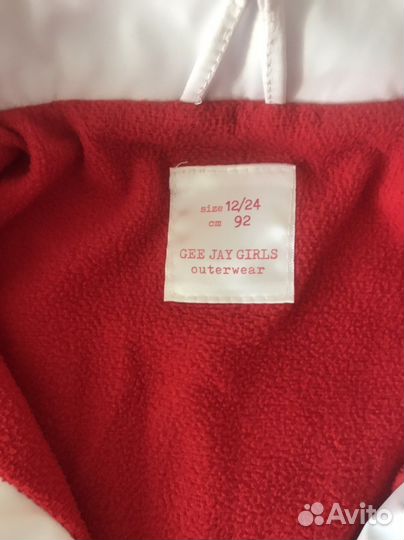 size 12/24
cm 92
GEE JAY GIRLS
outerwear
Avito